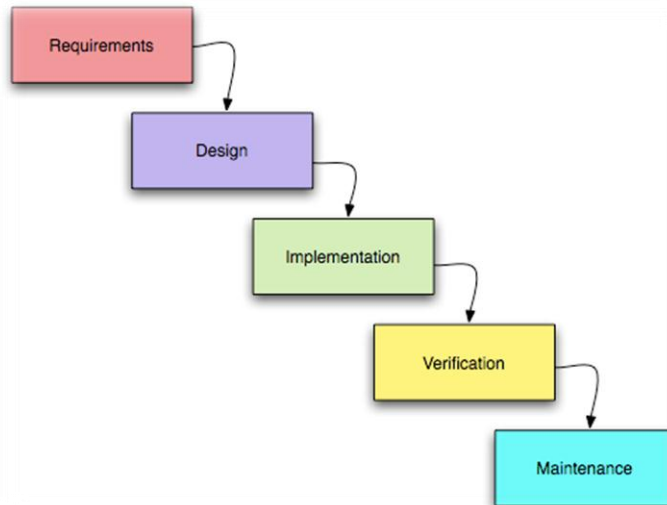 Requirements
Design
Implementation
Verification
Maintenance